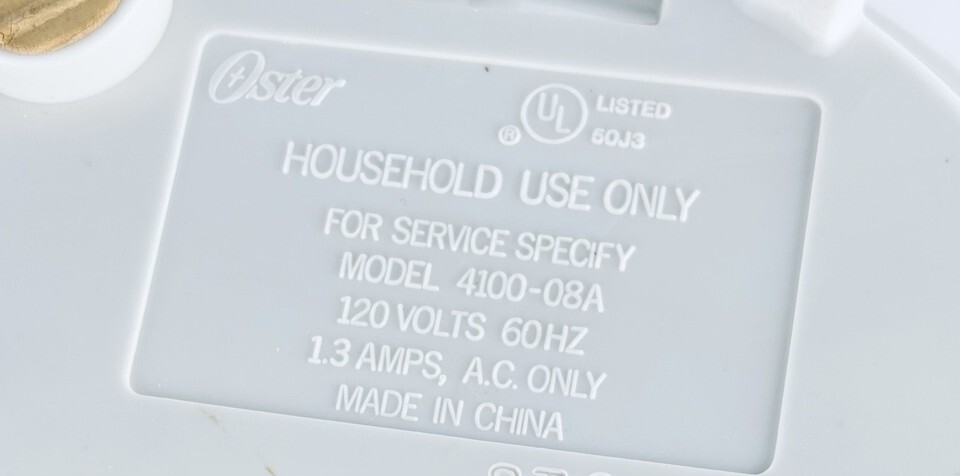 Oster
UL LISTED
® 50J3
HOUSEHOLD USE ONLY
FOR SERVICE SPECIFY
MODEL 4100-08A
120 VOLTS 60HZ
1.3 AMPS, A.C. ONLY
MADE IN CHINA